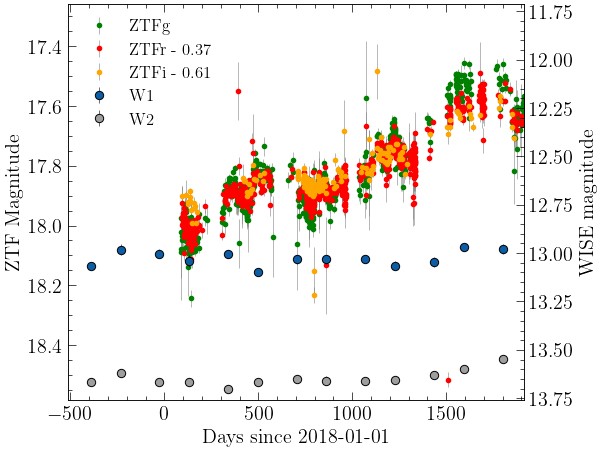 ZTFg
ZTFr - 0.37
ZTFi - 0.61
W1
W2
17.4
17.6
17.8
18.0
18.2
18.4
ZTF Magnitude
11.75
12.00
12.25
12.50
12.75
13.00
13.25
13.50
13.75
WISE magnitude
−500
0
500
1000
1500
Days since 2018-01-01